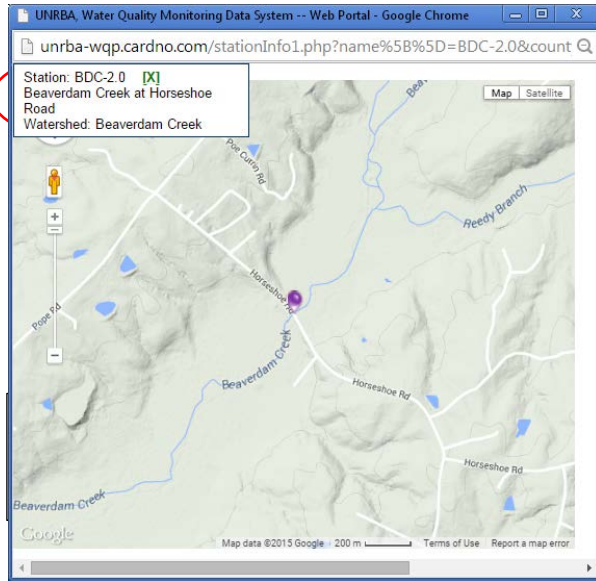 UNRBA, Water Quality Monitoring Data System -- Web Portal - Google Chrome
unrba-wqp.cardno.com/stationInfo1.php?name%5B%5D=BDC-2.0&count
Station: BDC-2.0 [X]
Beaverdam Creek at Horseshoe
Road
Watershed: Beaverdam Creek
Map Satellite
Poe Currin Rd
Reedy Branch
Horseshoe Rd
Pope Rd
Beaverdam Creek
Horseshoe Rd
Horseshoe Rd
Beaverdam Creek
Google
Map data ©2015 Google 200 m Terms of Use Report a map error